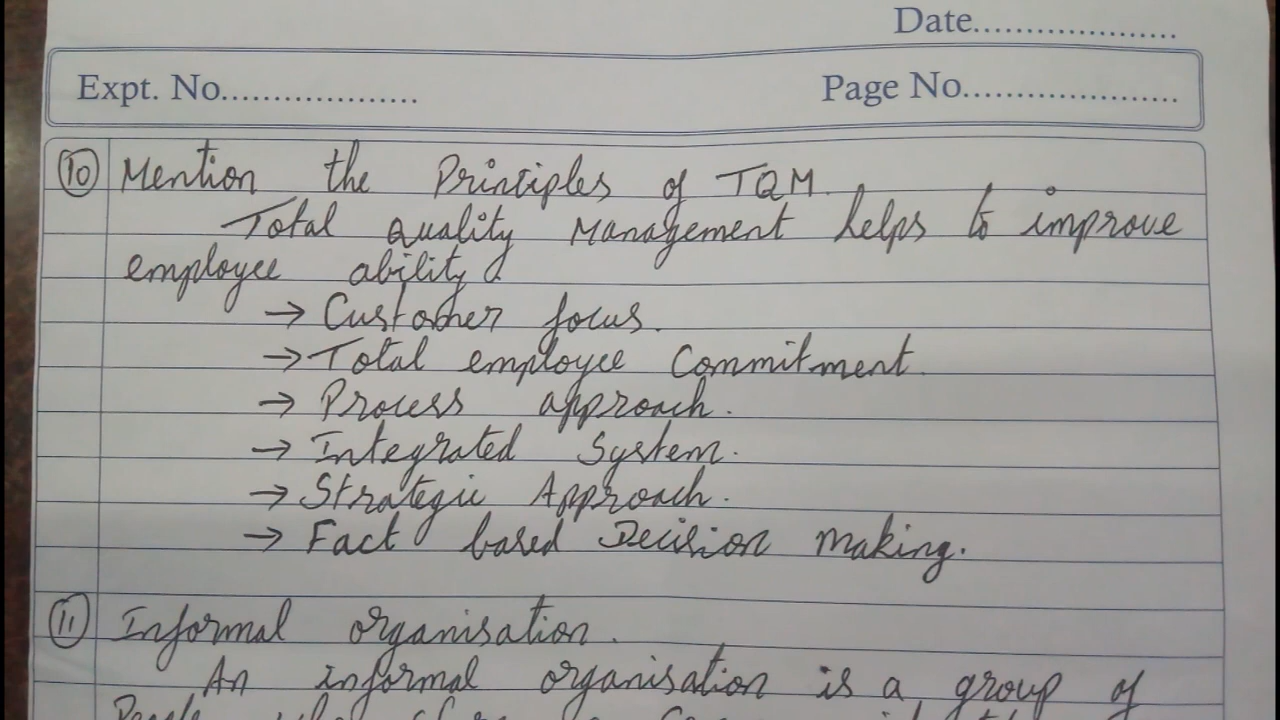 Date....................
Expt. No...................
Page No.....................
10 Mention the Principles of TQM.
Total Quality Management helps to improve
employee ability
→ Customer focus.
→ Total employee Commitment.
→ Process approach.
→ Integrated System.
→ Strategic Approach.
→ Fact based Decision Making.
11 Informal organisation.
An informal organisation is a group of
People